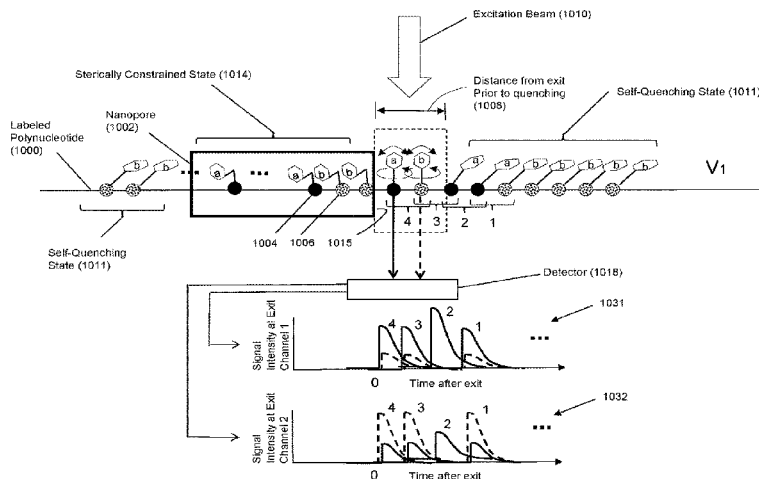 Excitation Beam (1010)
Sterically Constrained State (1014)
Distance from exit
Prior to quenching
(1008)
Self-Quenching State (1011)
Labeled
Polynucleotide
(1000)
Nanopore
(1002)
b b a a b b a b a a b b b b b
V1
1004 1006 1015 4 3 2 1
Self-Quenching
State (1011)
Detector (1018)
Signal
Intensity at Exit
Channel 1
4 3 2 1
1031
0 Time after exit
Signal
Intensity at Exit
Channel 2
4 3 2 1
1032
0 Time after exit